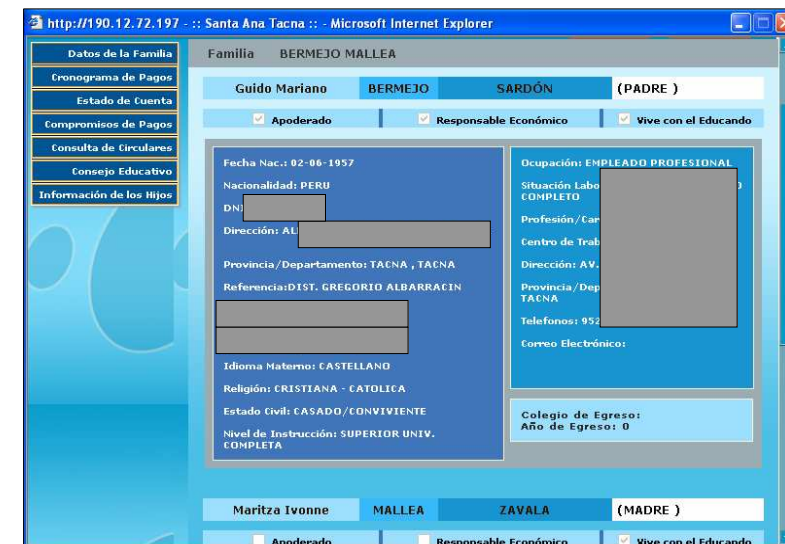 http://190.12.72.197 - :: Santa Ana Tacna :: - Microsoft Internet Explorer
Datos de la Familia
Cronograma de Pagos
Estado de Cuenta
Compromisos de Pagos
Consulta de Circulares
Consejo Educativo
Información de los Hijos
Familia BERMEJO MALLEA
Guido Mariano BERMEJO SARDÓN (PADRE )
Apoderado Responsable Económico Vive con el Educando
Fecha Nac.: 02-06-1957
Nacionalidad: PERU
DNI
Dirección: AL
Provincia/Departamento: TACNA , TACNA
Referencia:DIST. GREGORIO ALBARRACIN
Idioma Materno: CASTELLANO
Religión: CRISTIANA - CATOLICA
Estado Civil: CASADO/CONVIVIENTE
Nivel de Instrucción: SUPERIOR UNIV.
COMPLETA
Ocupación: EMPLEADO PROFESIONAL
Situación Labo
COMPLETO
Profesión/Car
Centro de Trab
Dirección: AV.
Provincia/Dep
TACNA
Telefonos: 952
Correo Electrónico:
Colegio de Egreso:
Año de Egreso: 0
Maritza Ivonne MALLEA ZAVALA (MADRE )
Apoderado Responsable Económico Vive con el Educando